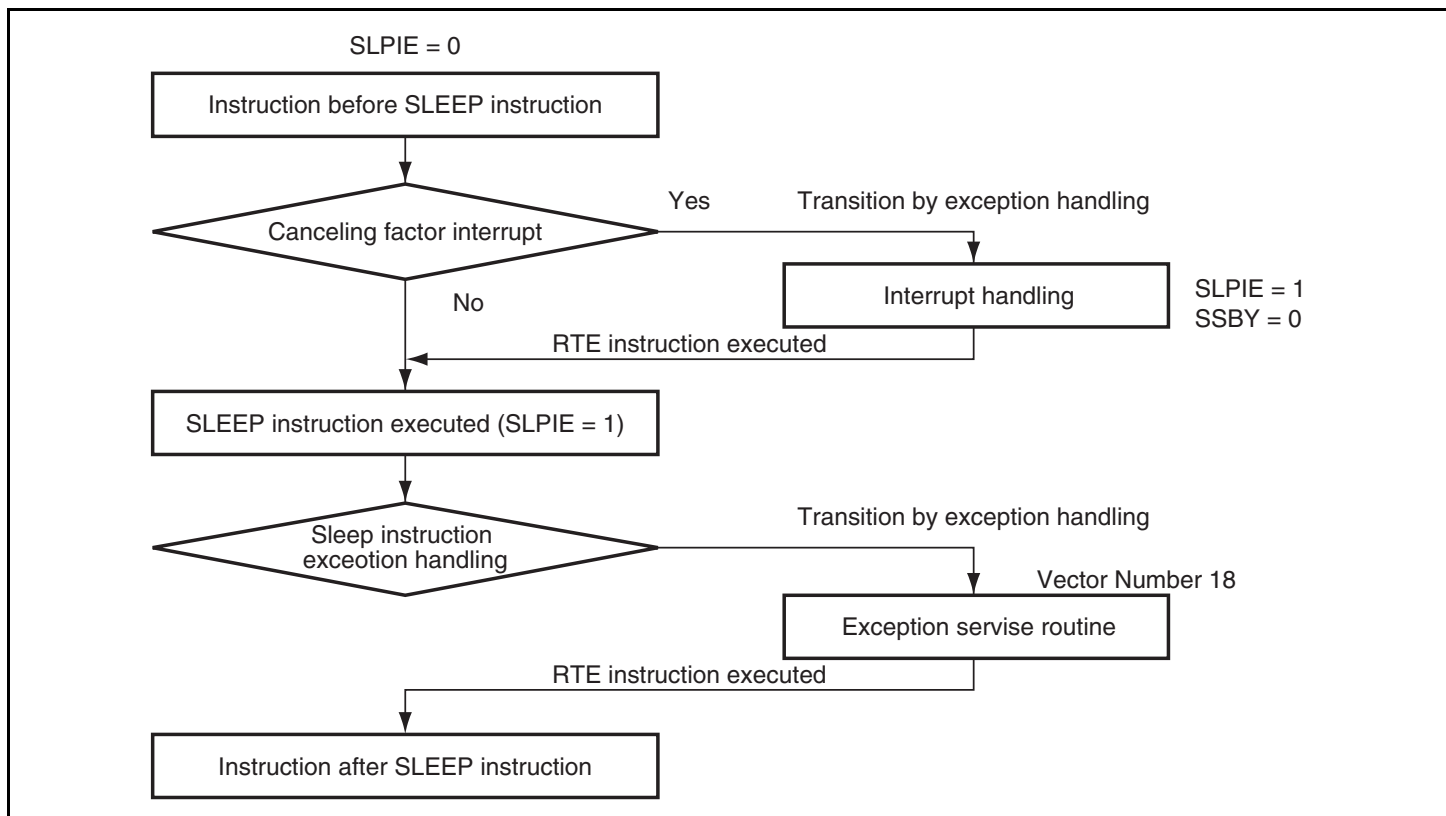 SLPIE = 0
Instruction before SLEEP instruction
Yes
Transition by exception handling
Canceling factor interrupt
Interrupt handling
SLPIE = 1
SSBY = 0
No
RTE instruction executed
SLEEP instruction executed (SLPIE = 1)
Transition by exception handling
Sleep instruction
exceotion handling
Vector Number 18
Exception servise routine
RTE instruction executed
Instruction after SLEEP instruction